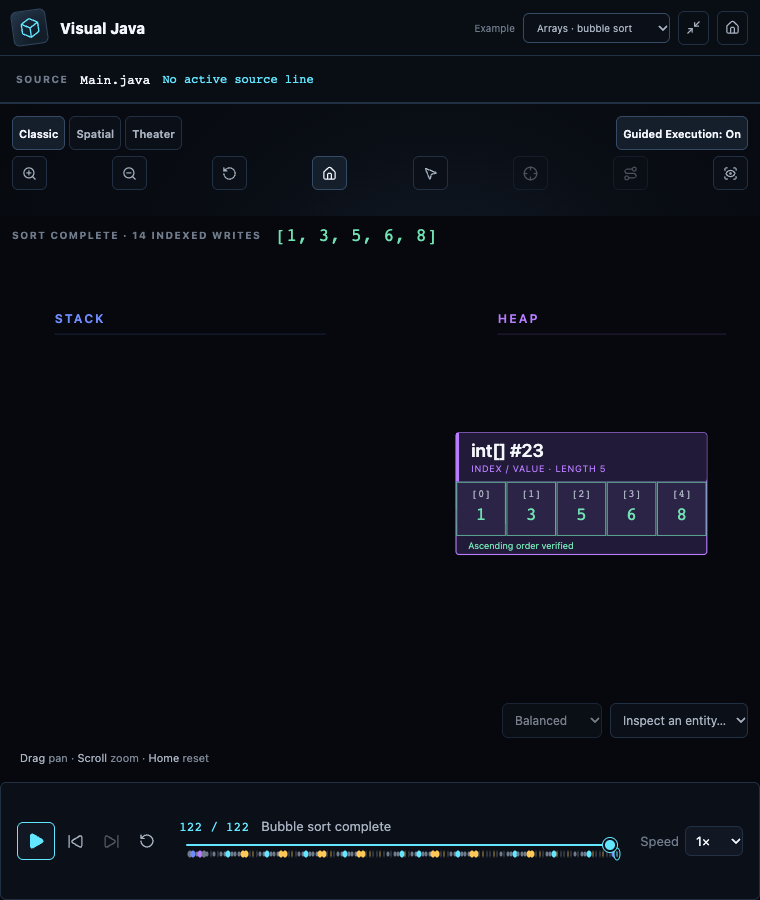 Visual Java
Example
Arrays · bubble sort
SOURCE Main.java No active source line
Classic Spatial Theater
Guided Execution: On
SORT COMPLETE · 14 INDEXED WRITES [1, 3, 5, 6, 8]
STACK
HEAP
int[] #23
INDEX / VALUE · LENGTH 5
[0] [1] [2] [3] [4]
1 3 5 6 8
Ascending order verified
Balanced
Inspect an entity...
Drag pan · Scroll zoom · Home reset
122 / 122 Bubble sort complete
Speed 1×